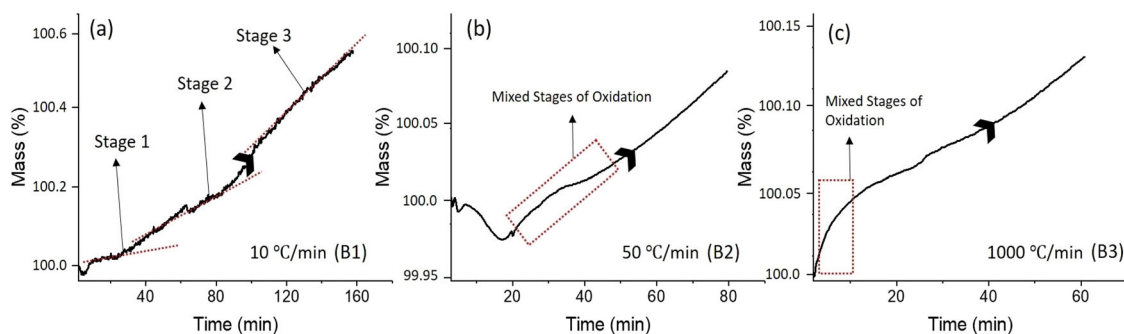 (a)
Stage 1
Stage 2
Stage 3
100.6
100.4
100.2
100.0
Mass (%)
40
80
120
160
Time (min)
10 °C/min (B1)
(b)
Mixed Stages of Oxidation
100.10
100.05
100.0
99.95
Mass (%)
20
40
60
80
Time (min)
50 °C/min (B2)
(c)
Mixed Stages of
Oxidation
100.15
100.10
100.05
100.0
Mass (%)
20
40
60
Time (min)
1000 °C/min (B3)